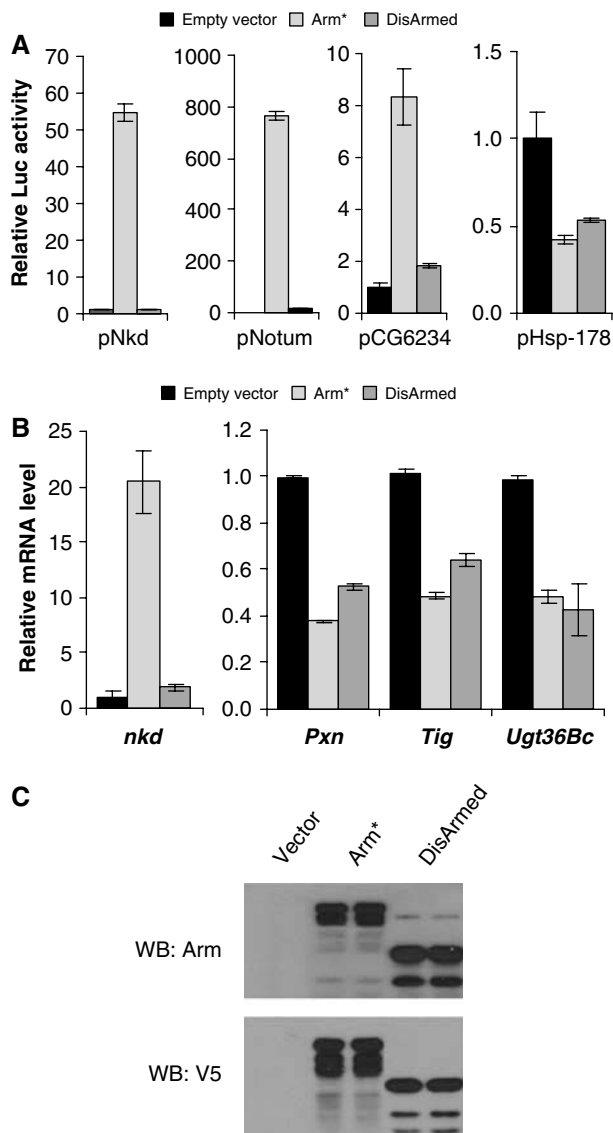 Empty vector Arm* DisArmed
A
Relative Luc activity
70
60
50
40
30
20
10
0
pNkd
1000
800
600
400
200
0
pNotum
10
8
6
4
2
0
pCG6234
1.5
1.0
0.5
0.0
pHsp-178
Empty vector Arm* DisArmed
B
Relative mRNA level
25
20
15
10
5
0
nkd
1.2
1.0
0.8
0.6
0.4
0.2
0.0
Pxn Tig Ugt36Bc
C
Vector Arm* DisArmed
WB: Arm
WB: V5